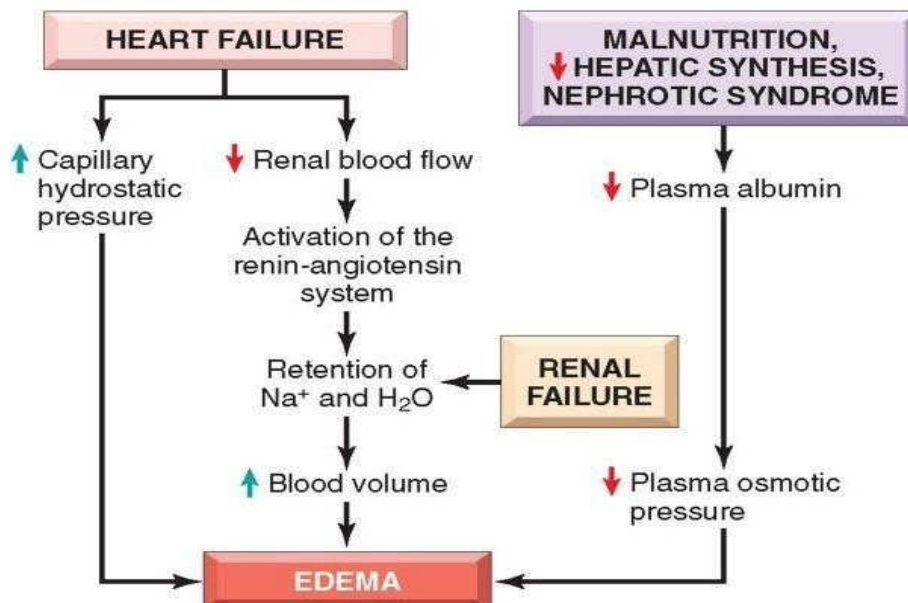 HEART FAILURE
MALNUTRITION,
↓ HEPATIC SYNTHESIS,
NEPHROTIC SYNDROME
↑ Capillary
hydrostatic
pressure
↓ Renal blood flow
Activation of the
renin-angiotensin
system
Retention of
Na⁺ and H₂O
↑ Blood volume
RENAL
FAILURE
↓ Plasma albumin
↓ Plasma osmotic
pressure
EDEMA